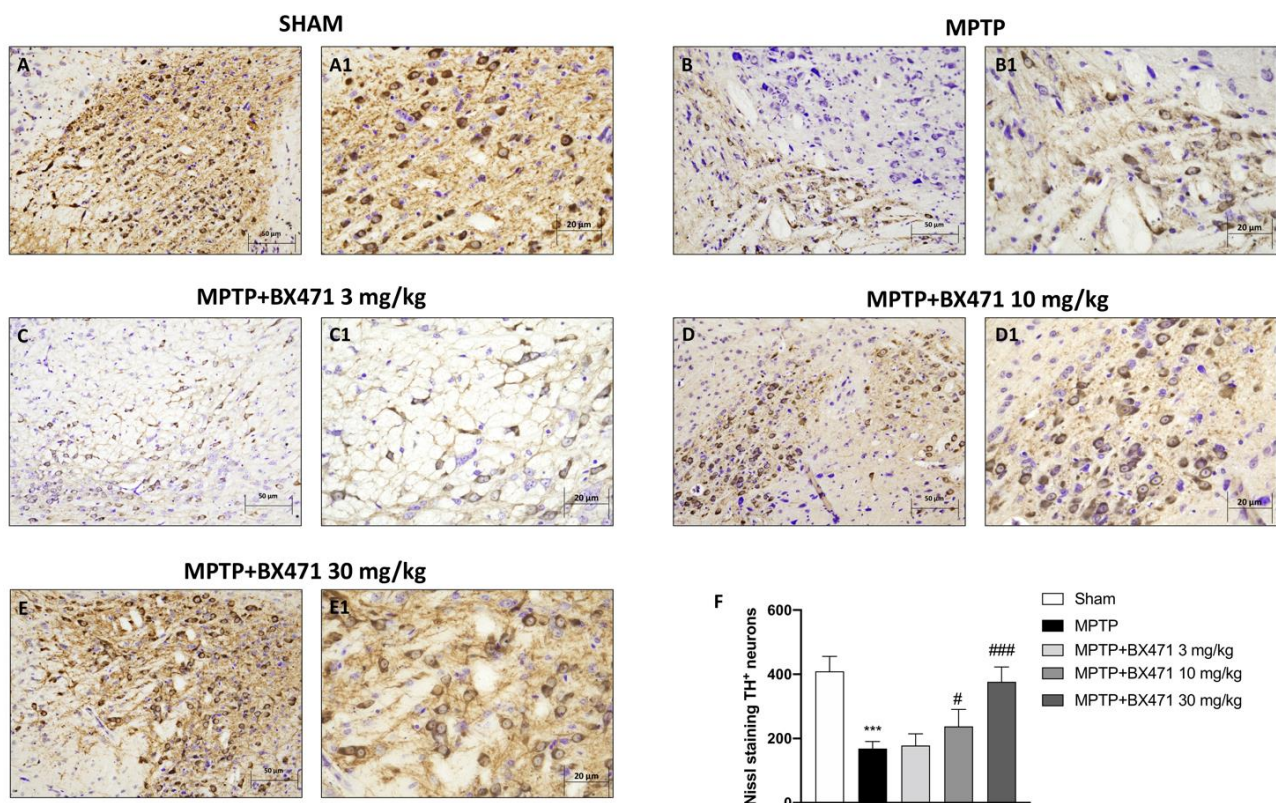 SHAM
MPTP
A
50 µm
A1
20 µm
B
50 µm
B1
20 µm
MPTP+BX471 3 mg/kg
MPTP+BX471 10 mg/kg
C
50 µm
C1
20 µm
D
50 µm
D1
20 µm
MPTP+BX471 30 mg/kg
E
50 µm
E1
20 µm
F
Nissl staining TH⁺ neurons
600
400
200
0
***
#
###
Sham
MPTP
MPTP+BX471 3 mg/kg
MPTP+BX471 10 mg/kg
MPTP+BX471 30 mg/kg